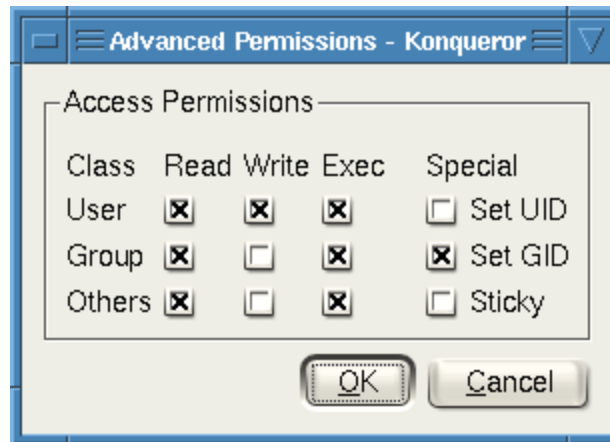 Advanced Permissions - Konqueror
Access Permissions
Class Read Write Exec Special
User Set UID
Group Set GID
Others Sticky
OK Cancel